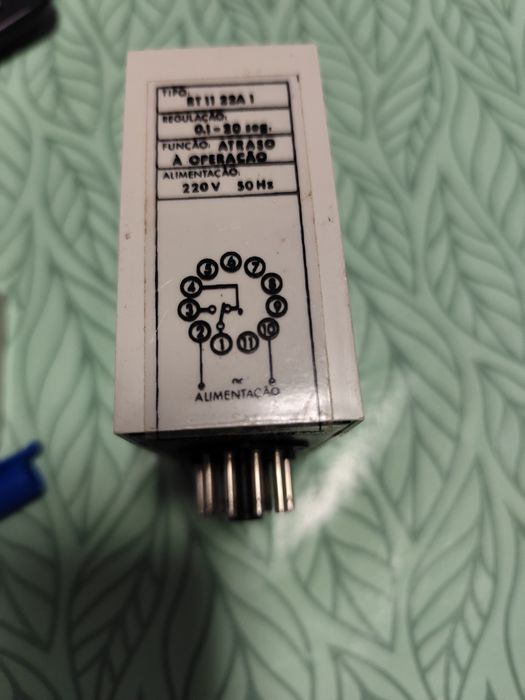 TIPO:
RT 11 22A 1
REGULAÇÃO:
0.1 - 20 seg.
FUNÇÃO: ATRASO
À OPERAÇÃO
ALIMENTAÇÃO:
220 V 50 Hz
6
5 7
4 8
3 9
2 10
1 11
ALIMENTAÇÃO